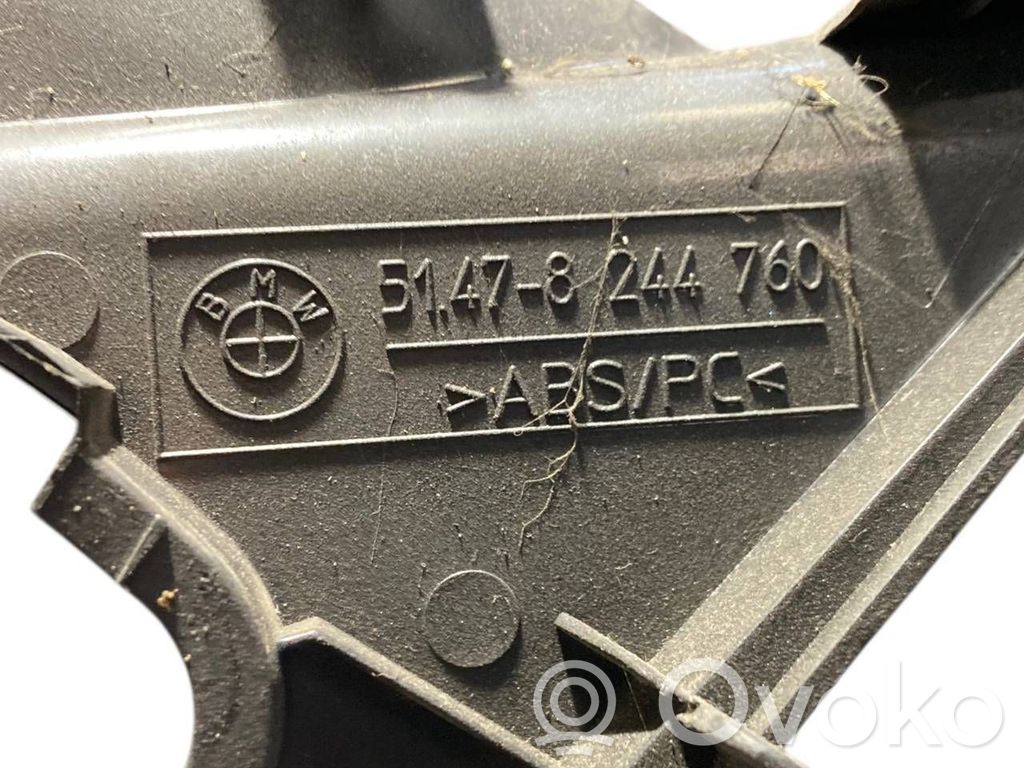 BMW
51.47-8 244 760
>ABS/PC<
Ovoko